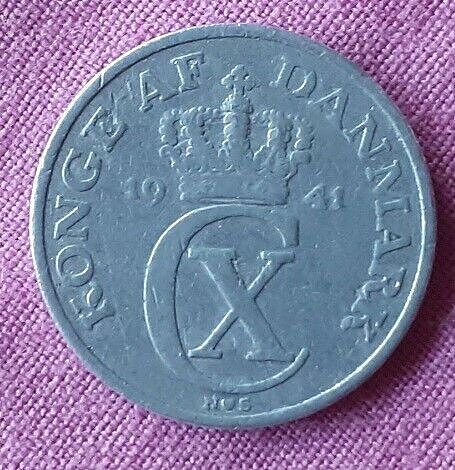 KONGE AF DANMARK
19 41
CX
N♥S